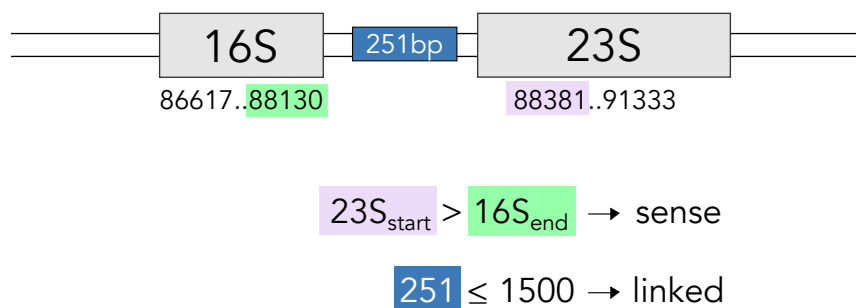 16S 251bp 23S
86617..88130 88381..91333
23Sstart > 16Send → sense
251 ≤ 1500 → linked